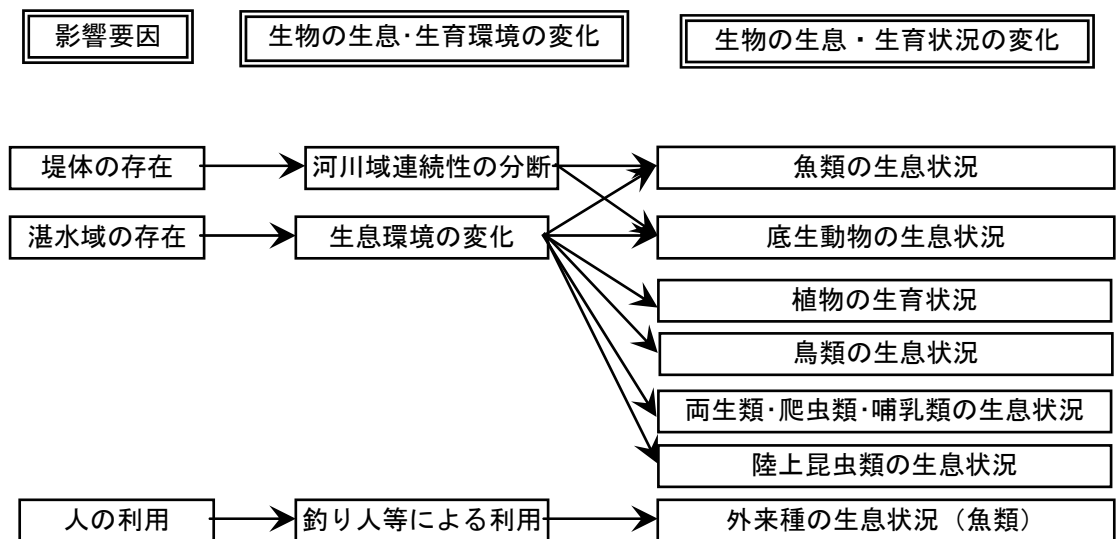 影響要因
生物の生息･生育環境の変化
生物の生息・生育状況の変化
堤体の存在
河川域連続性の分断
魚類の生息状況
湛水域の存在
生息環境の変化
底生動物の生息状況
植物の生育状況
鳥類の生息状況
両生類･爬虫類･哺乳類の生息状況
陸上昆虫類の生息状況
人の利用
釣り人等による利用
外来種の生息状況（魚類）